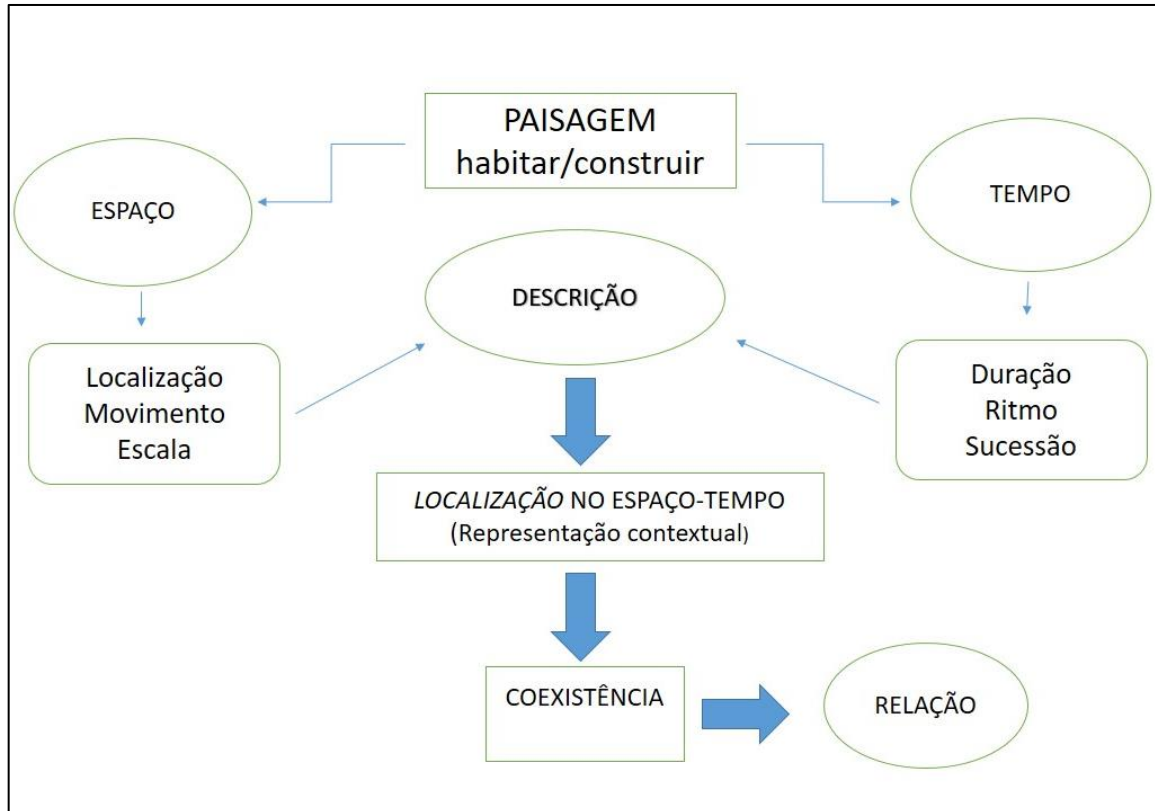 PAISAGEM
habitar/construir
ESPAÇO
TEMPO
DESCRIÇÃO
Localização
Movimento
Escala
Duração
Ritmo
Sucessão
LOCALIZAÇÃO NO ESPAÇO-TEMPO
(Representação contextual)
COEXISTÊNCIA
RELAÇÃO